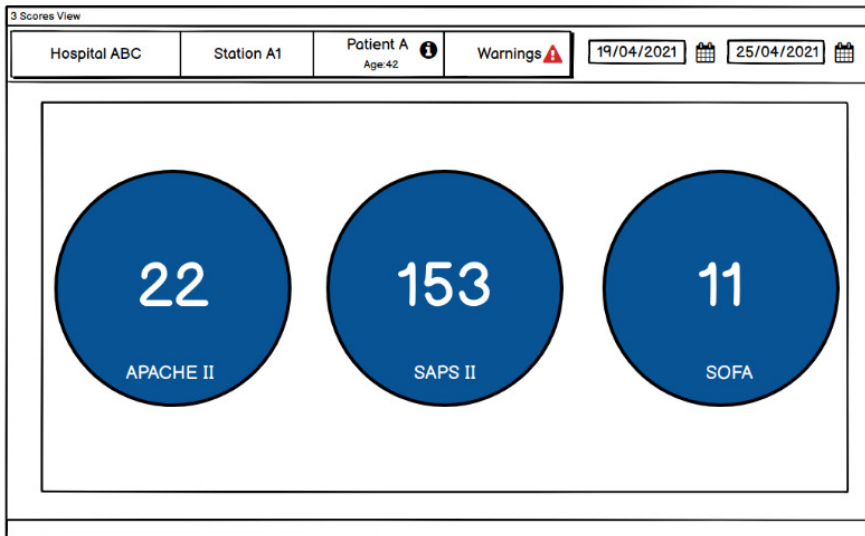 3 Scores View
Hospital ABC
Station A1
Patient A
Age:42
Warnings
19/04/2021
25/04/2021
22
APACHE II
153
SAPS II
11
SOFA